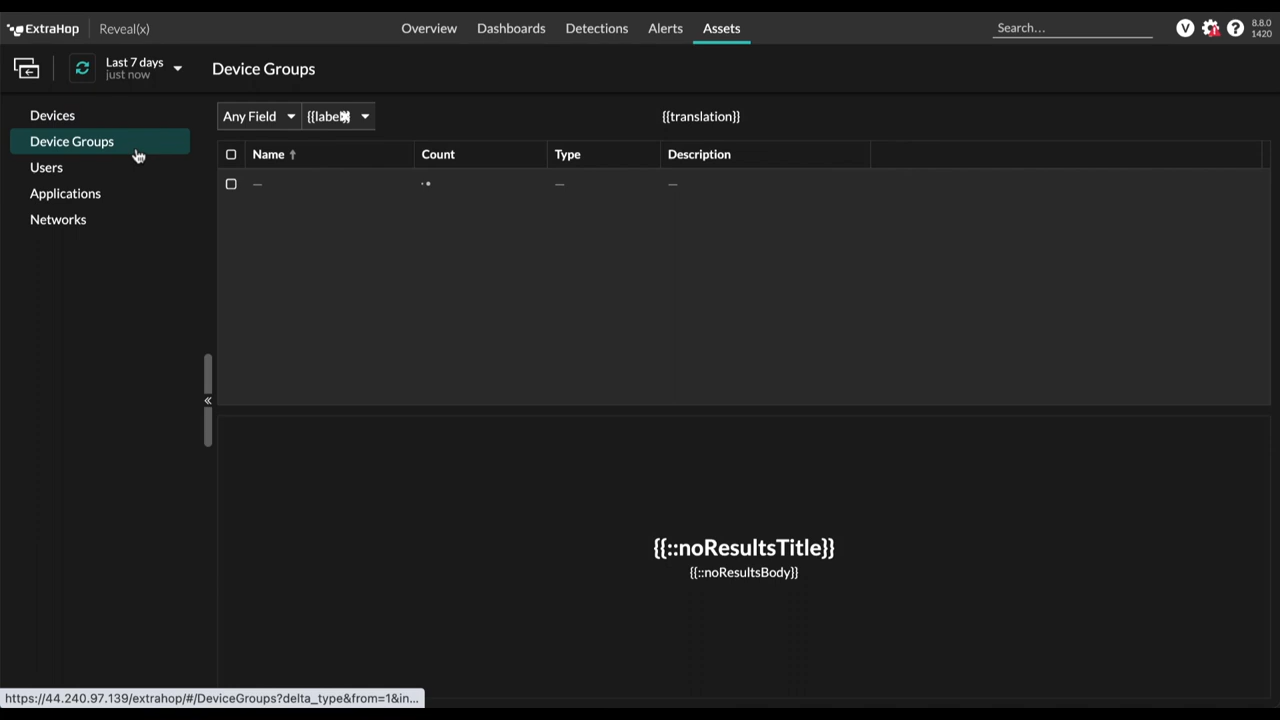 ExtraHop Reveal(x) Overview Dashboards Detections Alerts Assets Search... V ? 8.8.0
1420
Last 7 days
just now
Device Groups
Devices
Device Groups
Users
Applications
Networks
Any Field {{translation}}
Name ↑ Count Type Description
— — —
{{::noResultsTitle}}
{{::noResultsBody}}
https://44.240.97.139/extrahop/#/DeviceGroups?delta_type&from=1&in...